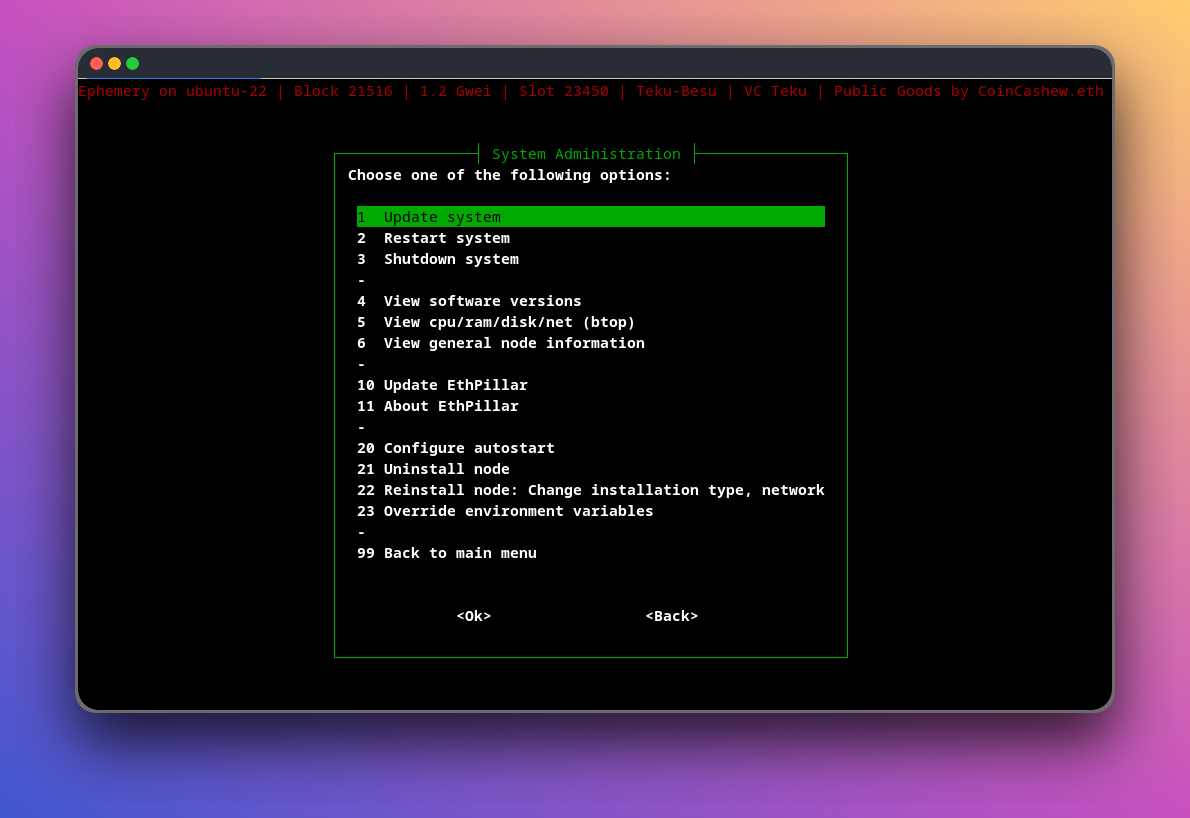 Ephemery on ubuntu-22 | Block 21516 | 1.2 Gwei | Slot 23450 | Teku-Besu | VC Teku | Public Goods by CoinCashew.eth
System Administration
Choose one of the following options:
1 Update system
2 Restart system
3 Shutdown system
-
4 View software versions
5 View cpu/ram/disk/net (btop)
6 View general node information
-
10 Update EthPillar
11 About EthPillar
-
20 Configure autostart
21 Uninstall node
22 Reinstall node: Change installation type, network
23 Override environment variables
-
99 Back to main menu
<Ok> <Back>